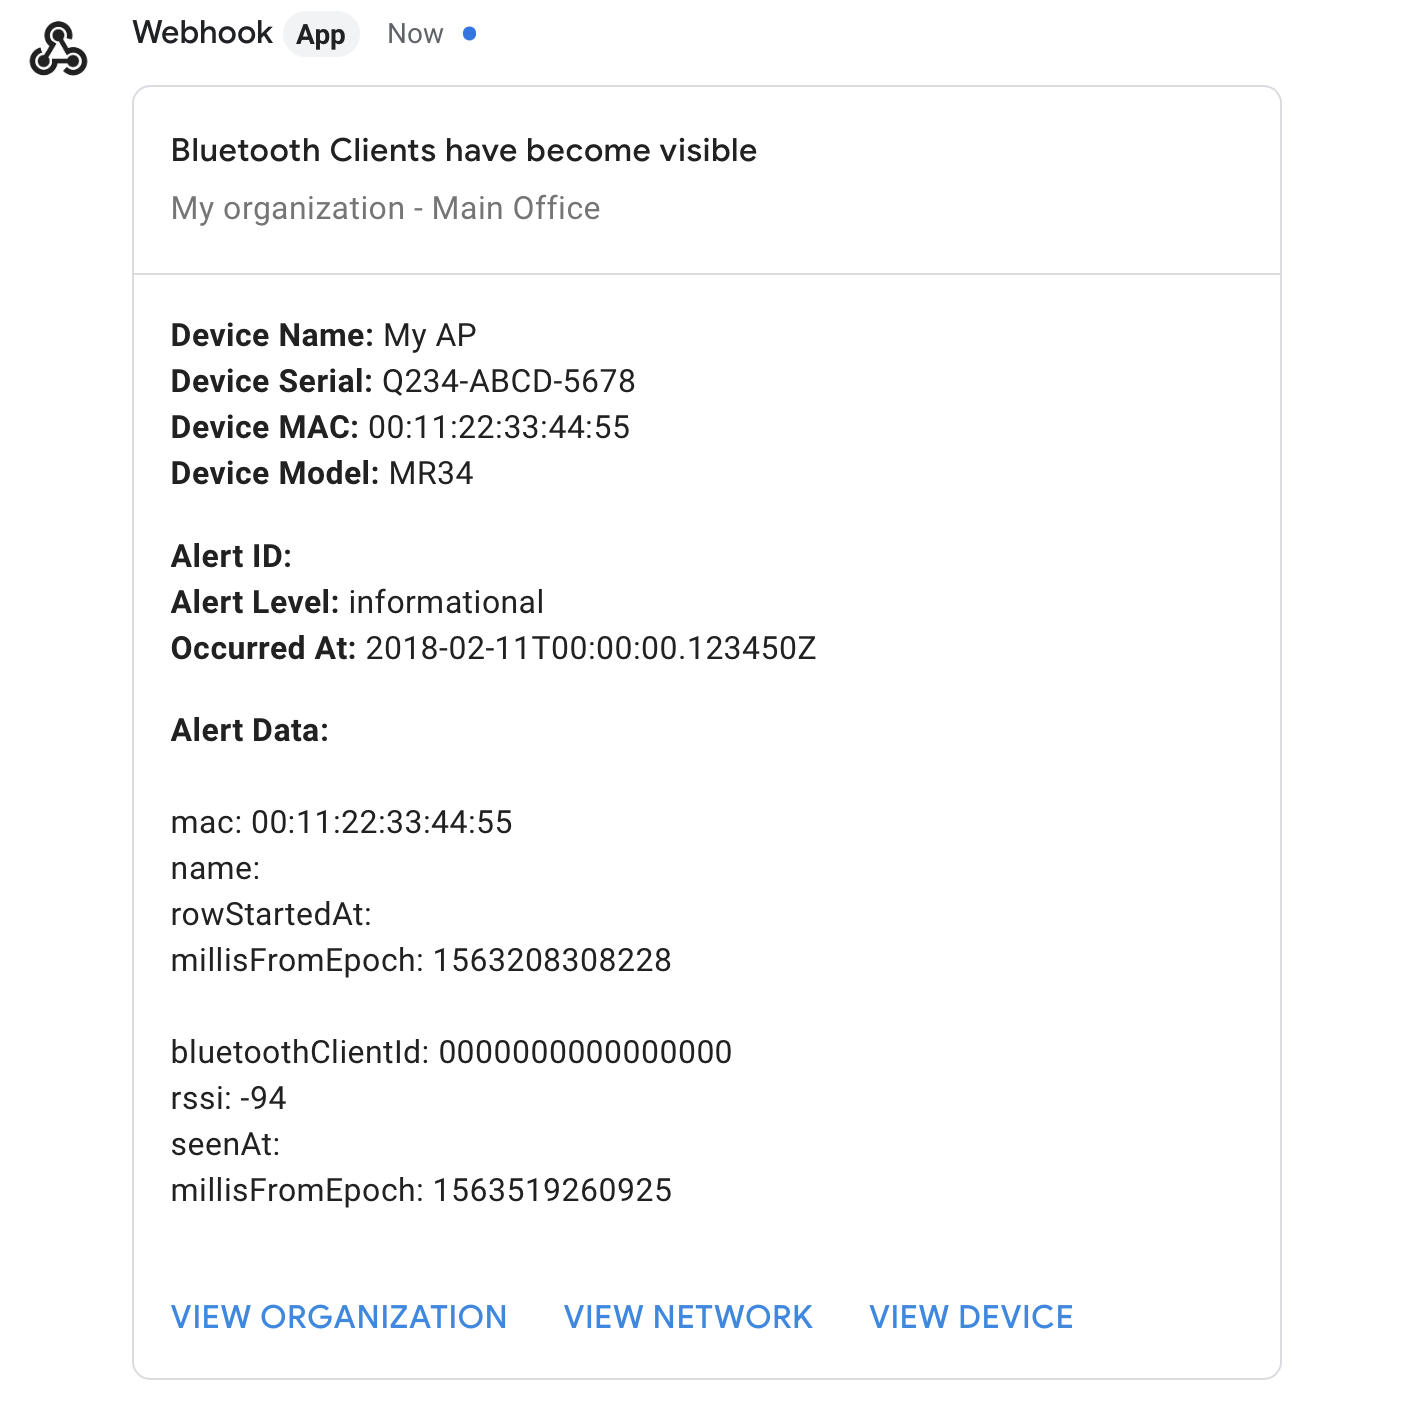 Webhook App Now
Bluetooth Clients have become visible
My organization - Main Office
Device Name: My AP
Device Serial: Q234-ABCD-5678
Device MAC: 00:11:22:33:44:55
Device Model: MR34
Alert ID:
Alert Level: informational
Occurred At: 2018-02-11T00:00:00.123450Z
Alert Data:
mac: 00:11:22:33:44:55
name:
rowStartedAt:
millisFromEpoch: 1563208308228
bluetoothClientId: 0000000000000000
rssi: -94
seenAt:
millisFromEpoch: 1563519260925
VIEW ORGANIZATION VIEW NETWORK VIEW DEVICE